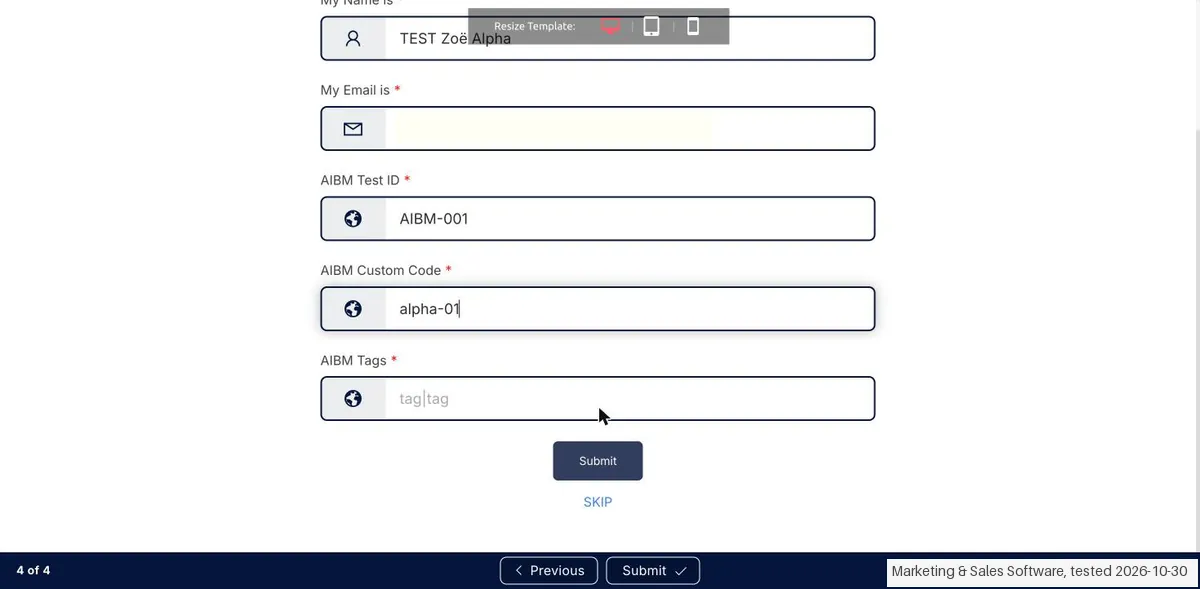 My Name is *
Resize Template:
TEST Zoë Alpha
My Email is *
AIBM Test ID *
AIBM-001
AIBM Custom Code *
alpha-01
AIBM Tags *
tag|tag
Submit
SKIP
4 of 4
Previous
Submit
Marketing & Sales Software, tested 2026-10-30